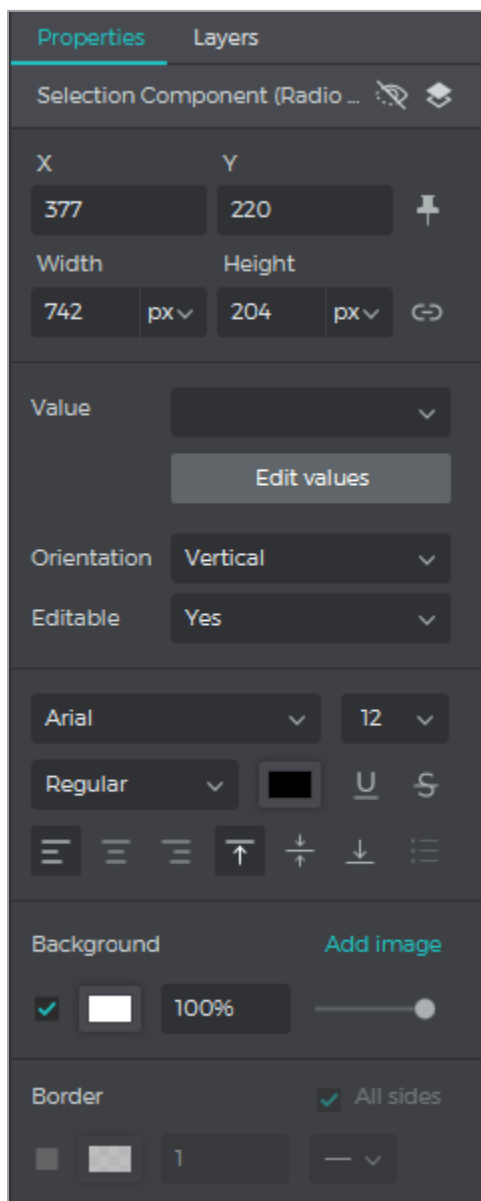 Properties Layers
Selection Component (Radio ...
X Y
377 220
Width Height
742 px 204 px
Value
Edit values
Orientation Vertical
Editable Yes
Arial 12
Regular U S
Background Add image
100%
Border All sides
1